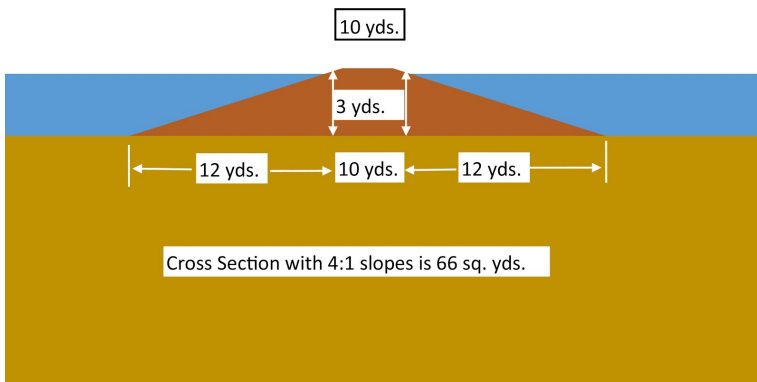 10 yds.
3 yds.
12 yds.
10 yds.
12 yds.
Cross Section with 4:1 slopes is 66 sq. yds.